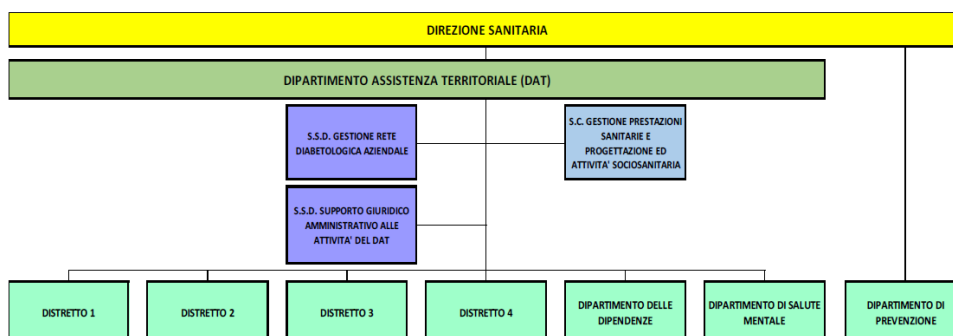 DIREZIONE SANITARIA
DIPARTIMENTO ASSISTENZA TERRITORIALE (DAT)
S.S.D. GESTIONE RETE
DIABETOLOGICA AZIENDALE
S.C. GESTIONE PRESTAZIONI
SANITARIE E
PROGETTAZIONE ED
ATTIVITA' SOCIOSANITARIA
S.S.D. SUPPORTO GIURIDICO
AMMINISTRATIVO ALLE
ATTIVITA' DEL DAT
DISTRETTO 1
DISTRETTO 2
DISTRETTO 3
DISTRETTO 4
DIPARTIMENTO DELLE
DIPENDENZE
DIPARTIMENTO DI SALUTE
MENTALE
DIPARTIMENTO DI
PREVENZIONE